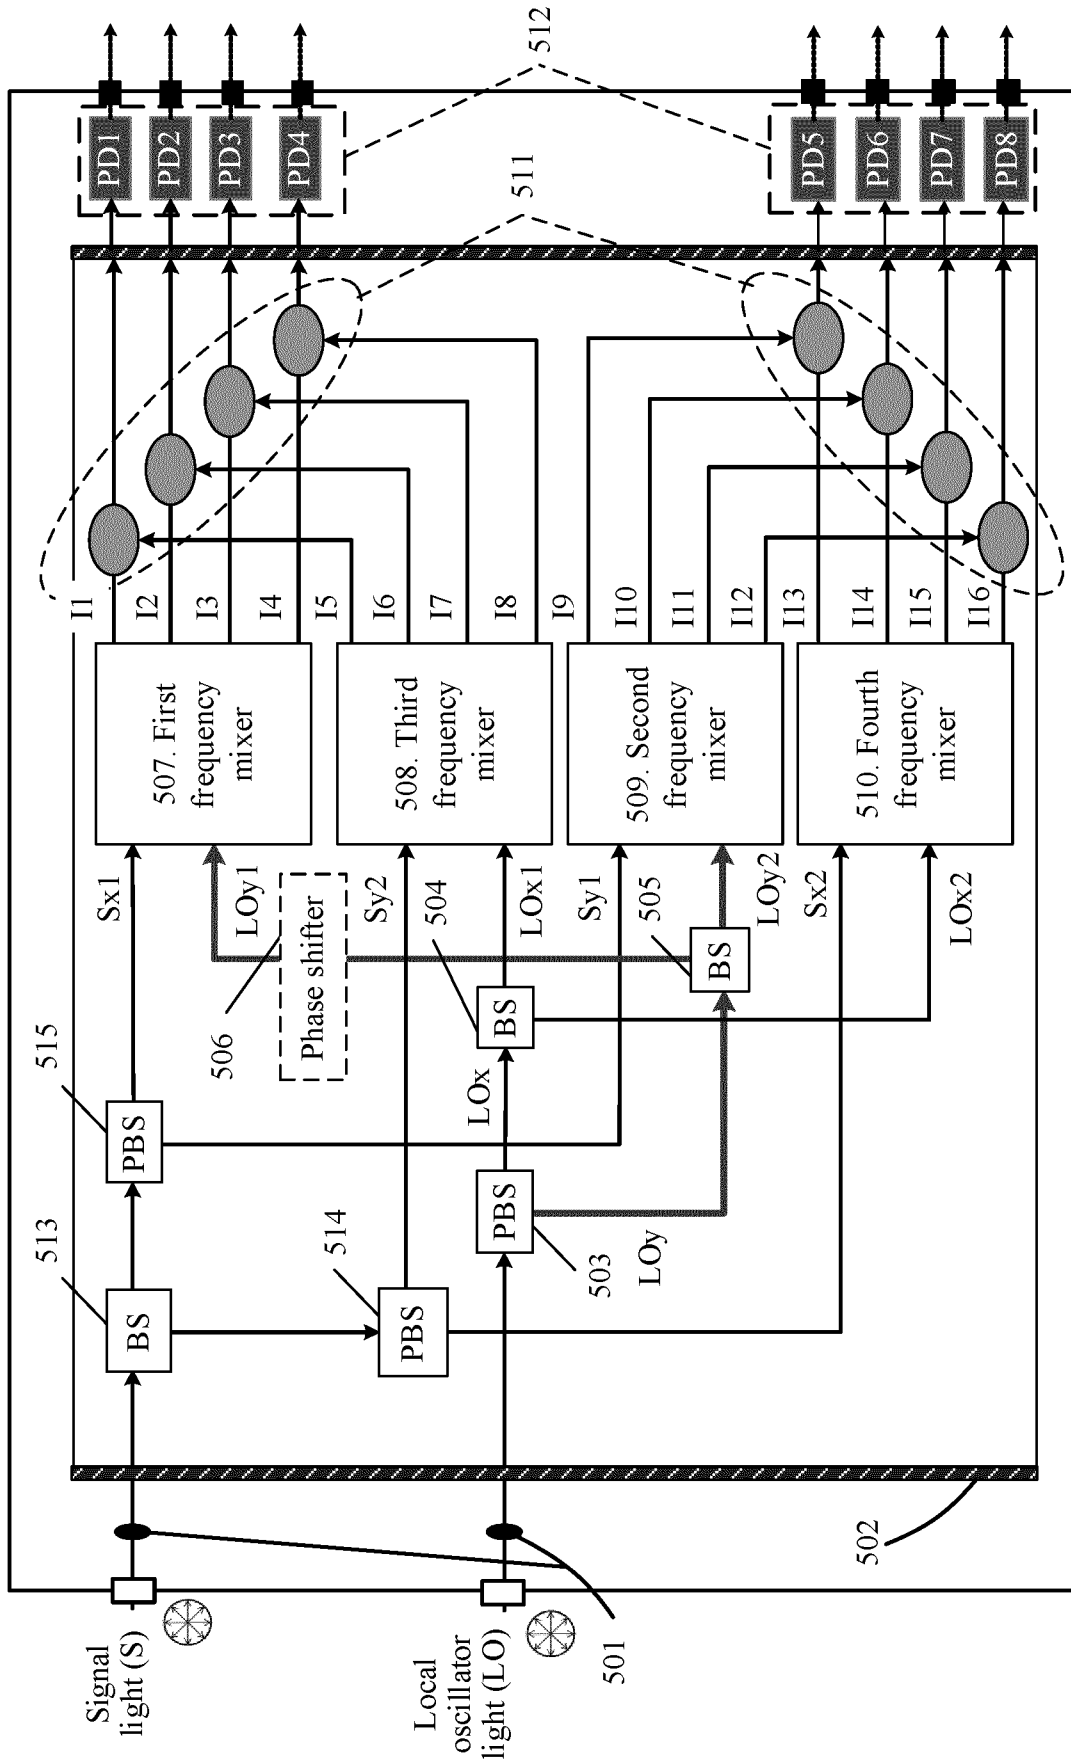 Signal
light (S)
Local
oscillator
light (LO)
501
502
513
BS
515
PBS
514
PBS
PBS
503
LOx
LOy
506
Phase shifter
504
BS
505
BS
Sx1
LOy1
Sy2
LOx1
Sy1
LOy2
Sx2
LOx2
507. First
frequency
mixer
508. Third
frequency
mixer
509. Second
frequency
mixer
510. Fourth
frequency
mixer
I1
I2
I3
I4
I5
I6
I7
I8
I9
I10
I11
I12
I13
I14
I15
I16
511
512
PD1
PD2
PD3
PD4
PD5
PD6
PD7
PD8